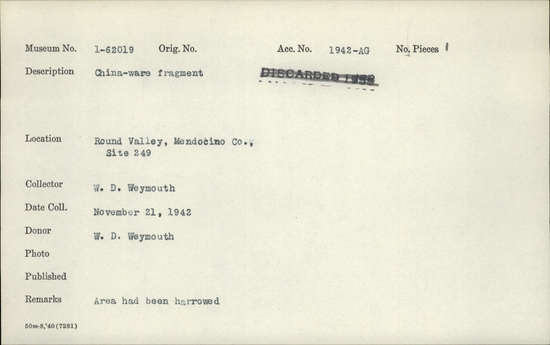 Museum No. 1-62019 Orig. No. Acc. No. 1942-AG No. Pieces 1
Description China-ware fragment DISCARDED
Location Round Valley, Mendocino Co.,
Site 249
Collector W. D. Weymouth
Date Coll. November 21, 1942
Donor W. D. Weymouth
Photo
Published
Remarks Area had been harrowed
50m-8,'40(7281)